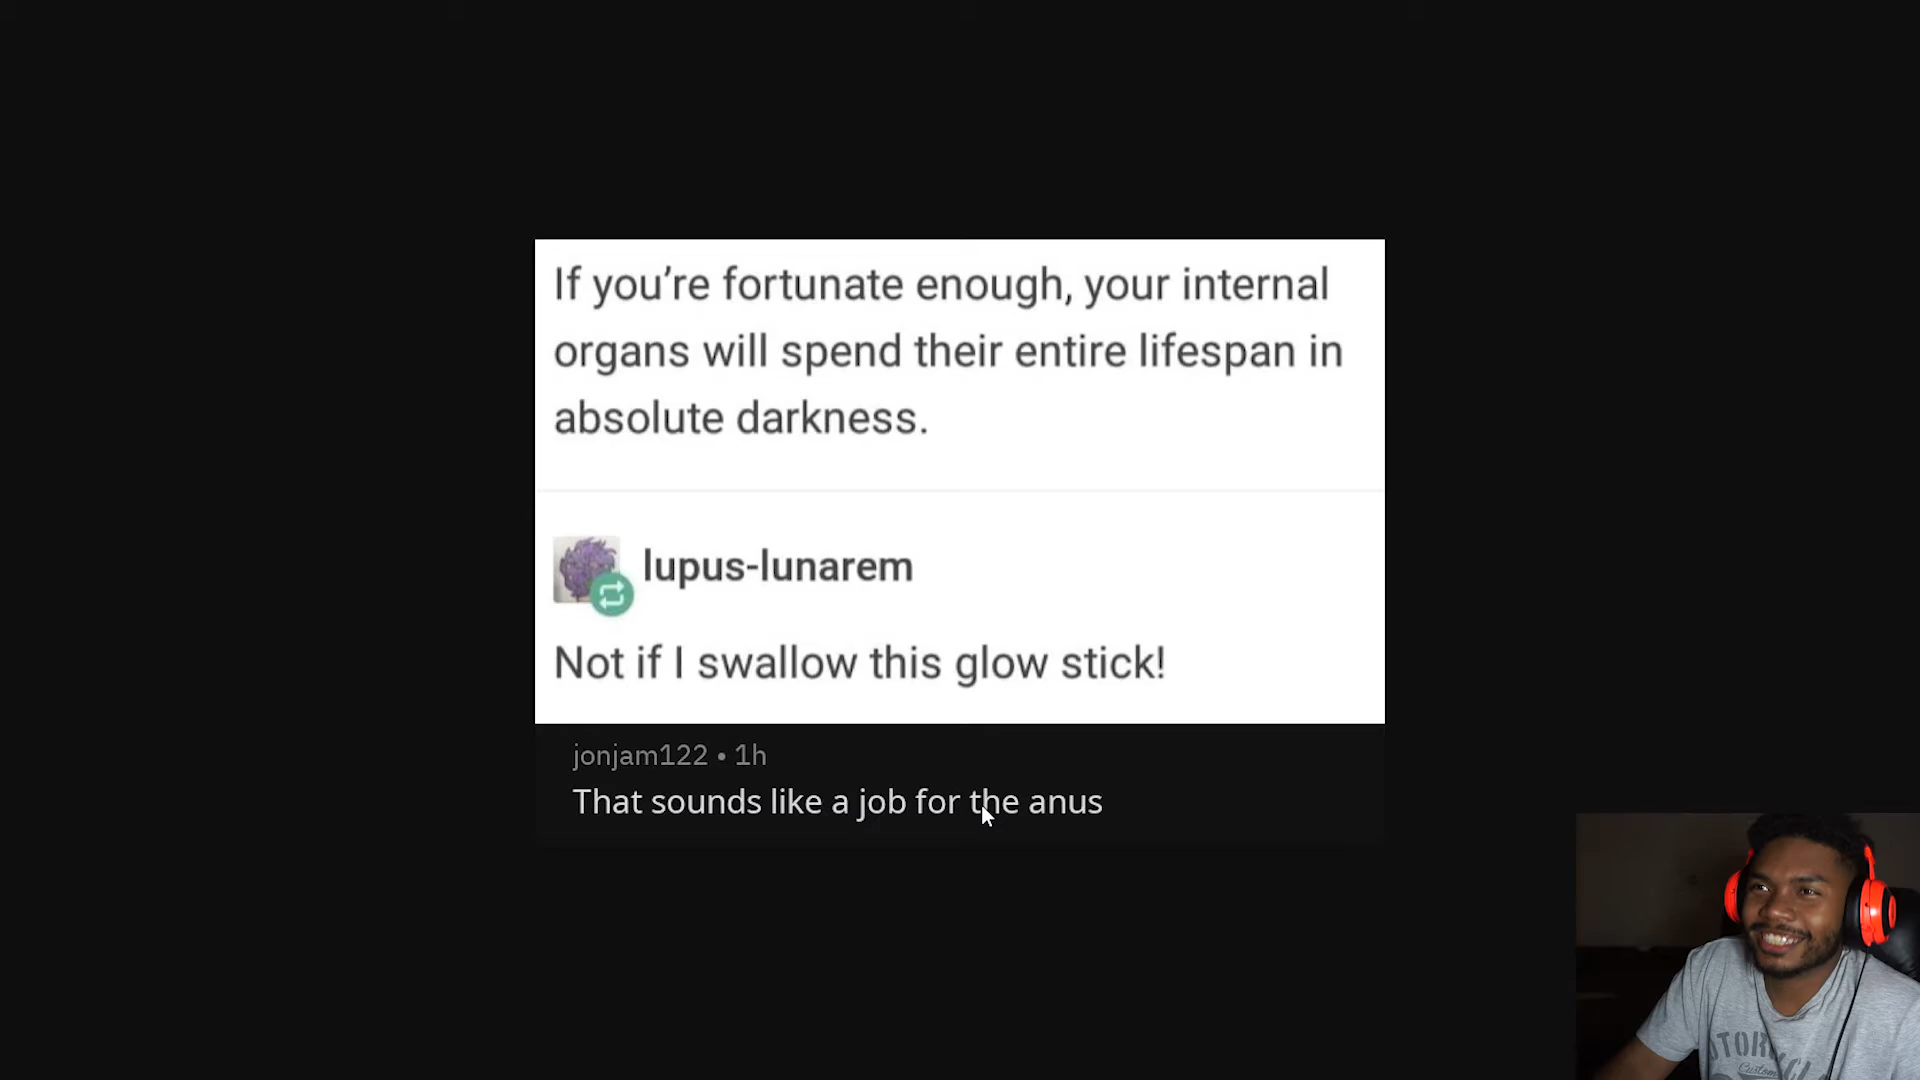 If you’re fortunate enough, your internal
organs will spend their entire lifespan in
absolute darkness.
lupus-lunarem
Not if I swallow this glow stick!
jonjam122 • 1h
That sounds like a job for the anus
Custom